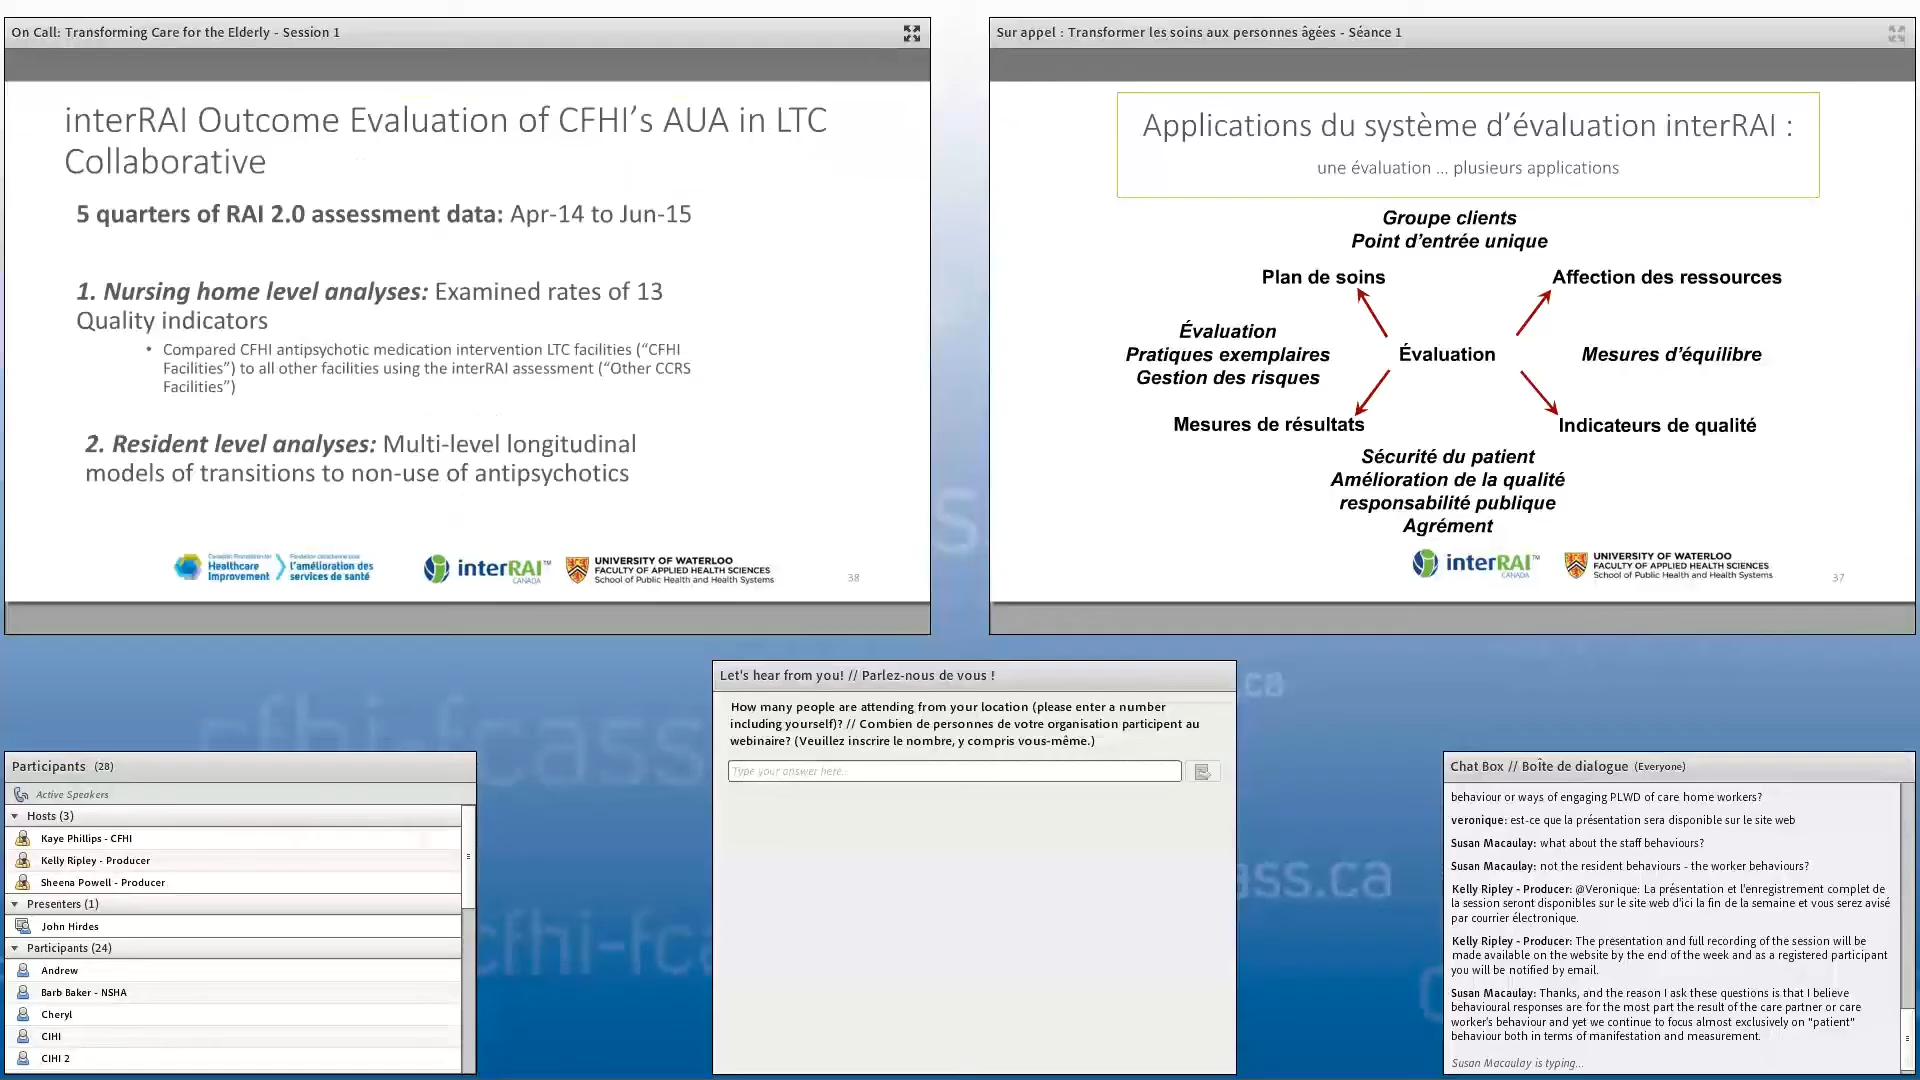 On Call: Transforming Care for the Elderly - Session 1
interRAI Outcome Evaluation of CFHI’s AUA in LTC
Collaborative
5 quarters of RAI 2.0 assessment data: Apr-14 to Jun-15
1. Nursing home level analyses: Examined rates of 13
Quality indicators
• Compared CFHI antipsychotic medication intervention LTC facilities (“CFHI
Facilities”) to all other facilities using the interRAI assessment (“Other CCRS
Facilities”)
2. Resident level analyses: Multi-level longitudinal
models of transitions to non-use of antipsychotics
Healthcare
Improvement
l'amélioration des
services de santé
interRAI™
CANADA
UNIVERSITY OF WATERLOO
FACULTY OF APPLIED HEALTH SCIENCES
School of Public Health and Health Systems
38
Sur appel : Transformer les soins aux personnes âgées - Séance 1
Applications du système d’évaluation interRAI :
une évaluation ... plusieurs applications
Groupe clients
Point d’entrée unique
Plan de soins
Affection des ressources
Évaluation
Pratiques exemplaires
Gestion des risques
Évaluation
Mesures d’équilibre
Mesures de résultats
Indicateurs de qualité
Sécurité du patient
Amélioration de la qualité
responsabilité publique
Agrément
interRAI™
CANADA
UNIVERSITY OF WATERLOO
FACULTY OF APPLIED HEALTH SCIENCES
School of Public Health and Health Systems
37
Let's hear from you! // Parlez-nous de vous !
How many people are attending from your location (please enter a number
including yourself)? // Combien de personnes de votre organisation participent au
webinaire? (Veuillez inscrire le nombre, y compris vous-même.)
Type your answer here..
Participants (28)
Active Speakers
Hosts (3)
Kaye Phillips - CFHI
Kelly Ripley - Producer
Sheena Powell - Producer
Presenters (1)
John Hirdes
Participants (24)
Andrew
Barb Baker - NSHA
Cheryl
CIHI
CIHI 2
Chat Box // Boîte de dialogue (Everyone)
behaviour or ways of engaging PLWD of care home workers?
veronique: est-ce que la présentation sera disponible sur le site web
Susan Macaulay: what about the staff behaviours?
Susan Macaulay: not the resident behaviours - the worker behaviours?
Kelly Ripley - Producer: @Veronique: La présentation et l'enregistrement complet de
la session seront disponibles sur le site web d'ici la fin de la semaine et vous serez avisé
par courrier électronique.
Kelly Ripley - Producer: The presentation and full recording of the session will be
made available on the website by the end of the week and as a registered participant
you will be notified by email.
Susan Macaulay: Thanks, and the reason I ask these questions is that I believe
behavioural responses are for the most part the result of the care partner or care
worker's behaviour and yet we continue to focus almost exclusively on "patient"
behaviour both in terms of manifestation and measurement.
Susan Macaulay is typing...
cfhi-fcass
.ca
ass.ca
cfhi-fc